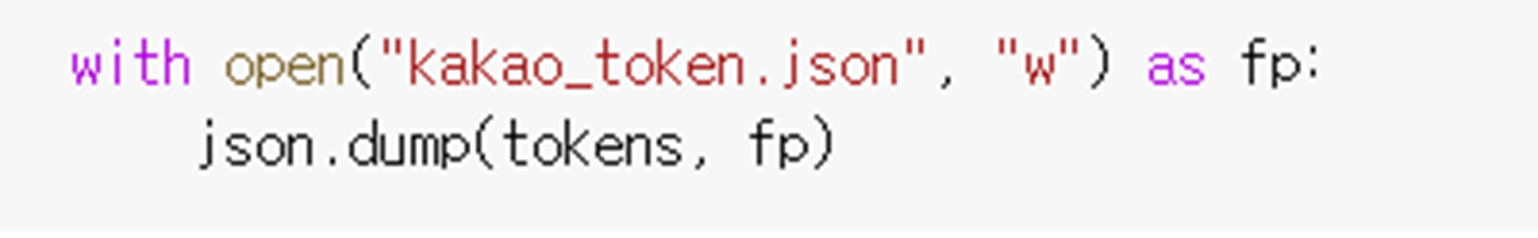 with open("kakao_token.json", "w") as fp:
    json.dump(tokens, fp)